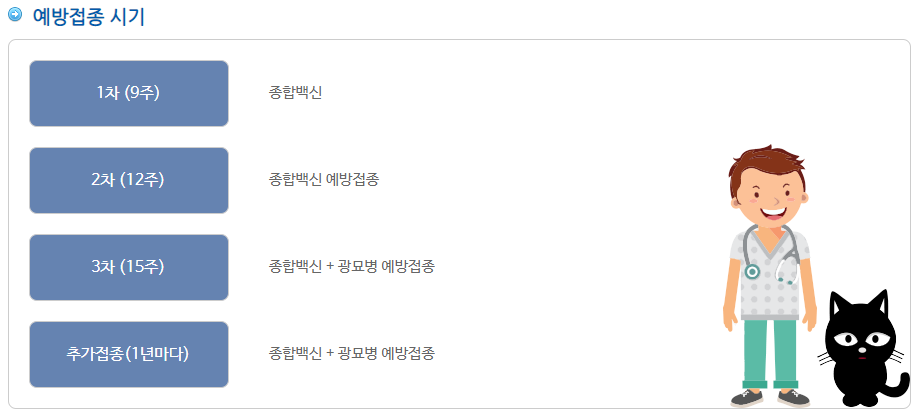 예방접종 시기
1차 (9주)
종합백신
2차 (12주)
종합백신 예방접종
3차 (15주)
종합백신 + 광묘병 예방접종
추가접종(1년마다)
종합백신 + 광묘병 예방접종